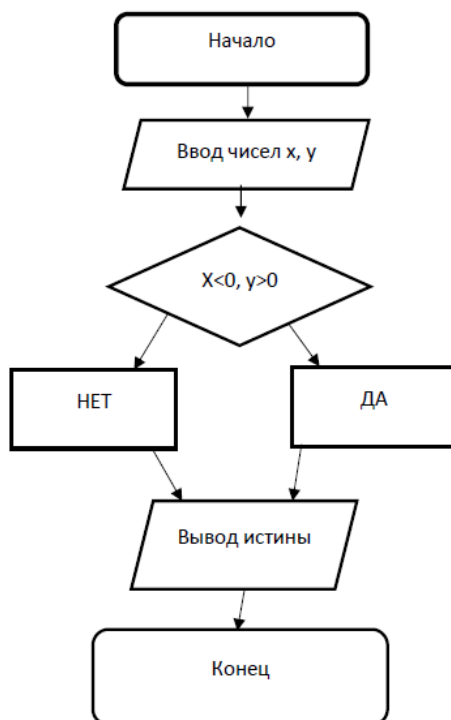 Начало
Ввод чисел x, y
X<0, y>0
НЕТ
ДА
Вывод истины
Конец